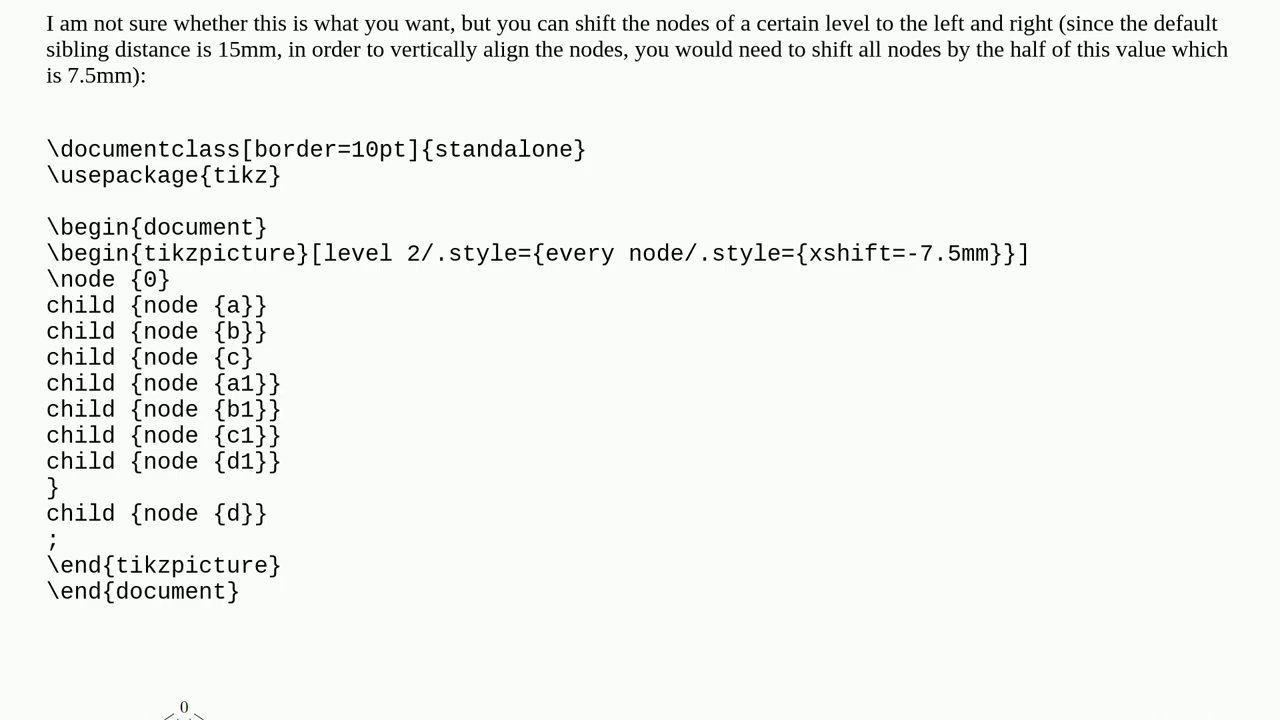 I am not sure whether this is what you want, but you can shift the nodes of a certain level to the left and right (since the default
sibling distance is 15mm, in order to vertically align the nodes, you would need to shift all nodes by the half of this value which
is 7.5mm):
\documentclass[border=10pt]{standalone}
\usepackage{tikz}
\begin{document}
\begin{tikzpicture}[level 2/.style={every node/.style={xshift=-7.5mm}}]
\node {0}
child {node {a}}
child {node {b}}
child {node {c}
child {node {a1}}
child {node {b1}}
child {node {c1}}
child {node {d1}}
}
child {node {d}}
;
\end{tikzpicture}
\end{document}
0